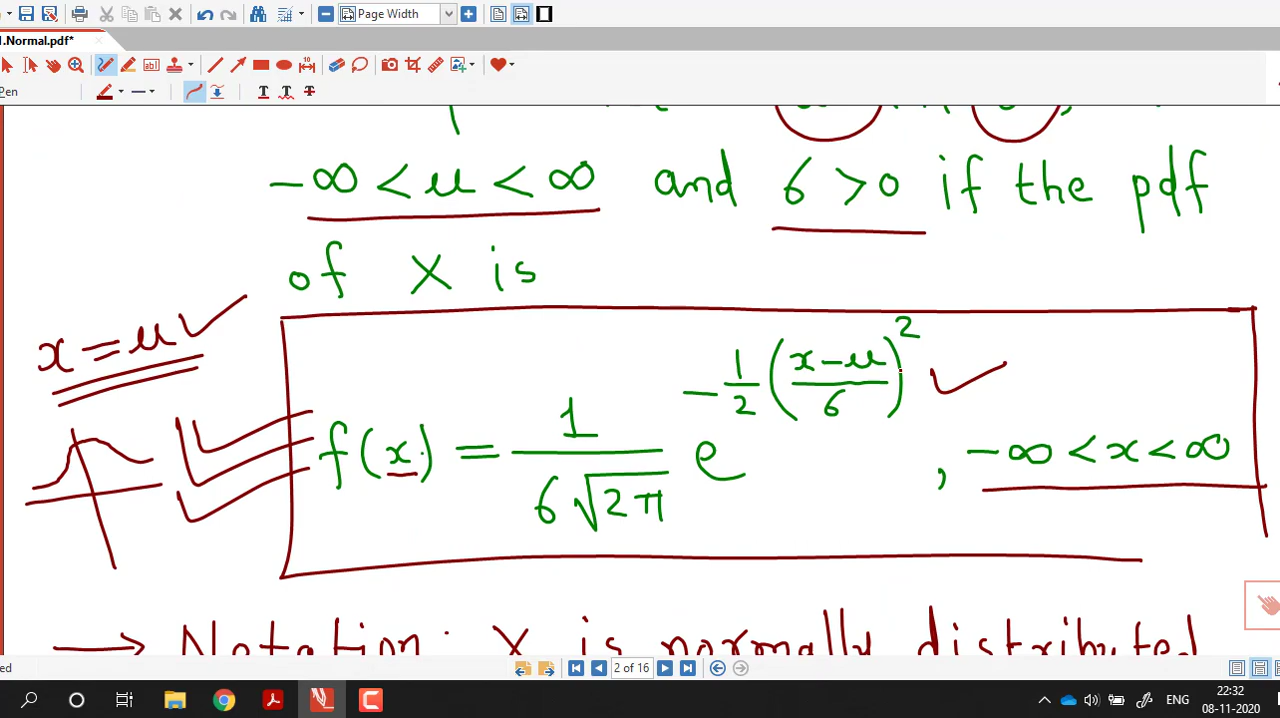 Page Width
1.Normal.pdf*
Pen
-∞ < μ < ∞ and σ > 0 if the pdf
of X is
x = μ
f(x) = 1/(σ√2π) e^-1/2((x-μ)/σ)^2 , -∞ < x < ∞
→ Notation: X is normally distributed
2 of 16
ENG
22:32
08-11-2020